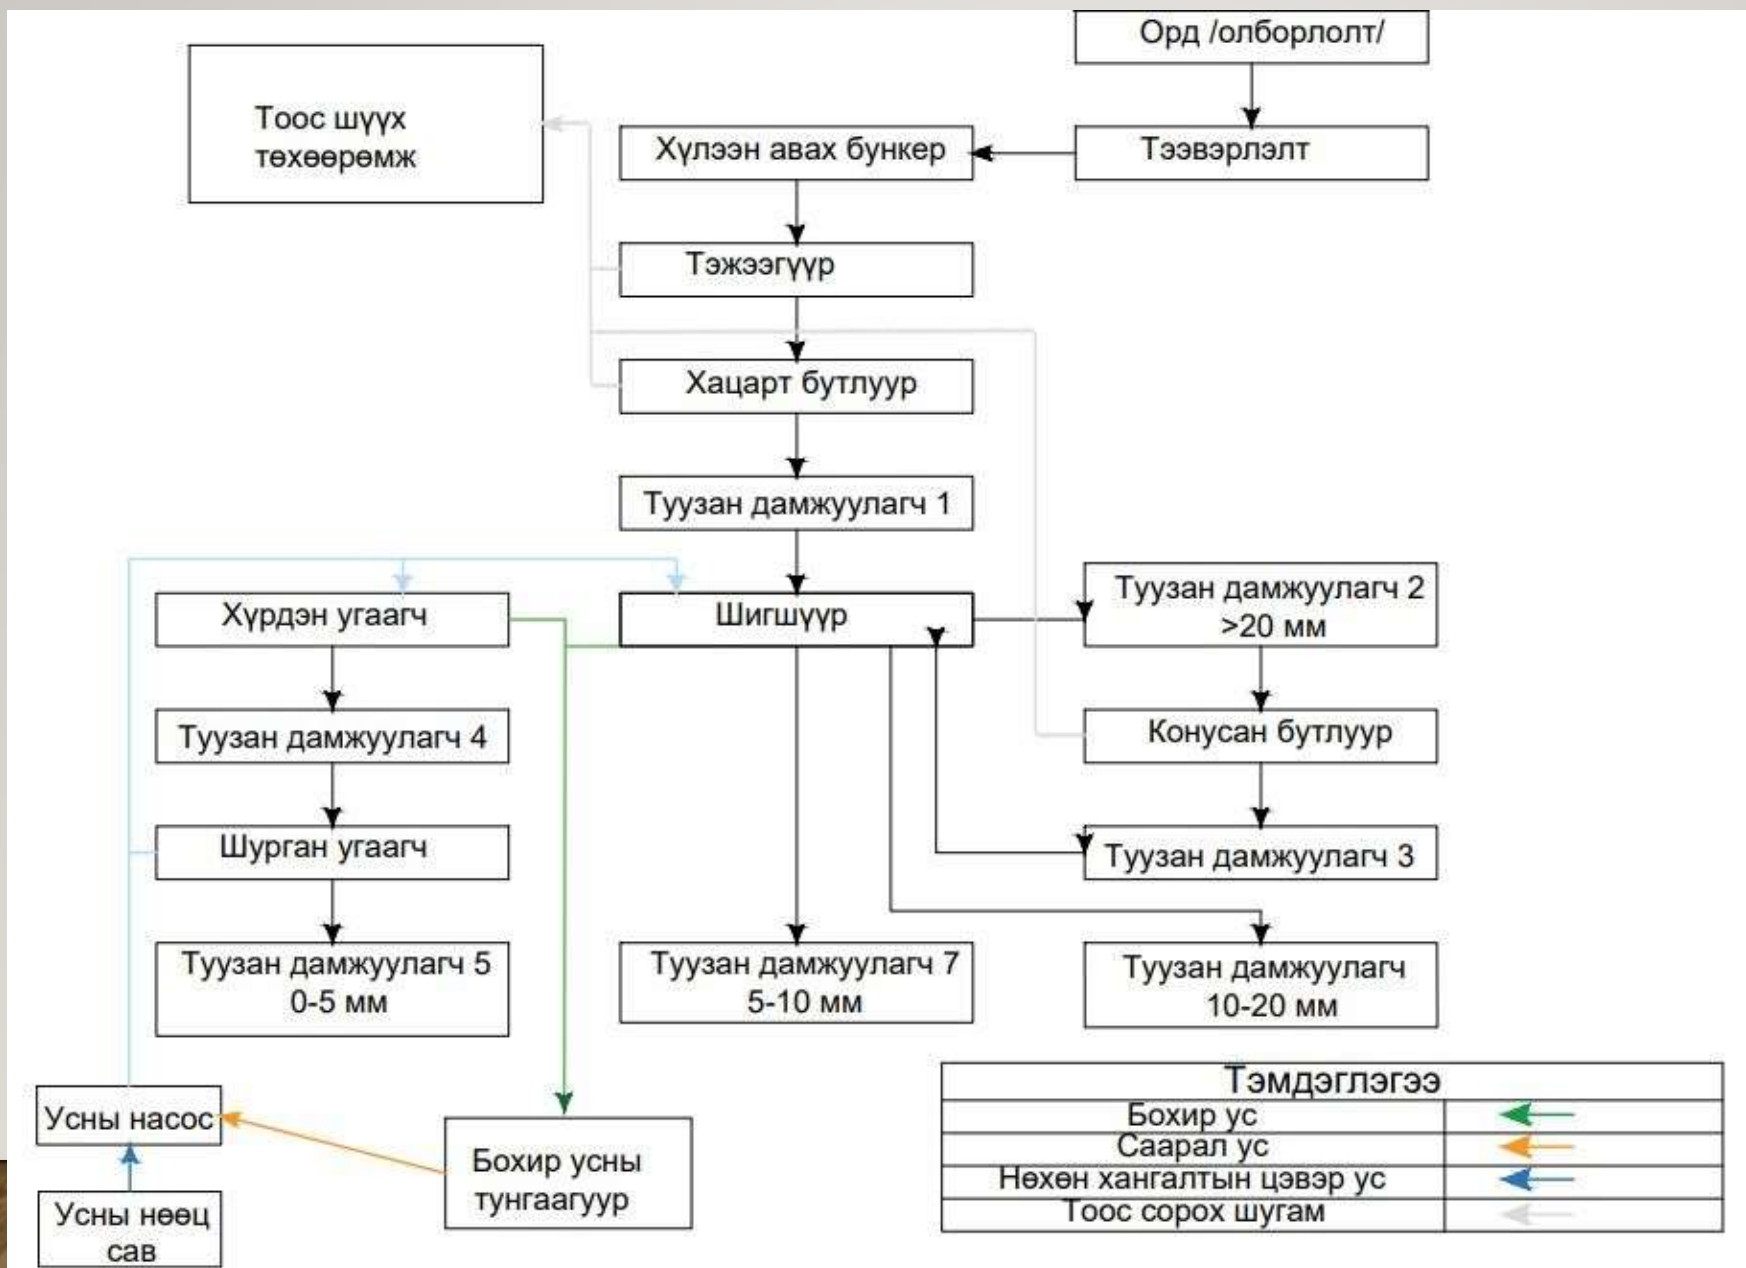 Орд /олборлолт/
Тоос шүүх
төхөөрөмж
Хүлээн авах бункер
Тээвэрлэлт
Тэжээгүүр
Хацарт бутлуур
Туузан дамжуулагч 1
Хүрдэн угаагч
Шигшүүр
Туузан дамжуулагч 2
>20 мм
Туузан дамжуулагч 4
Конусан бутлуур
Шурган угаагч
Туузан дамжуулагч 3
Туузан дамжуулагч 5
0-5 мм
Туузан дамжуулагч 7
5-10 мм
Туузан дамжуулагч
10-20 мм
Усны насос
Бохир усны
тунгаагуур
Усны нөөц
сав
Тэмдэглэгээ
Бохир ус
Саарал ус
Нөхөн хангалтын цэвэр ус
Тоос сорох шугам